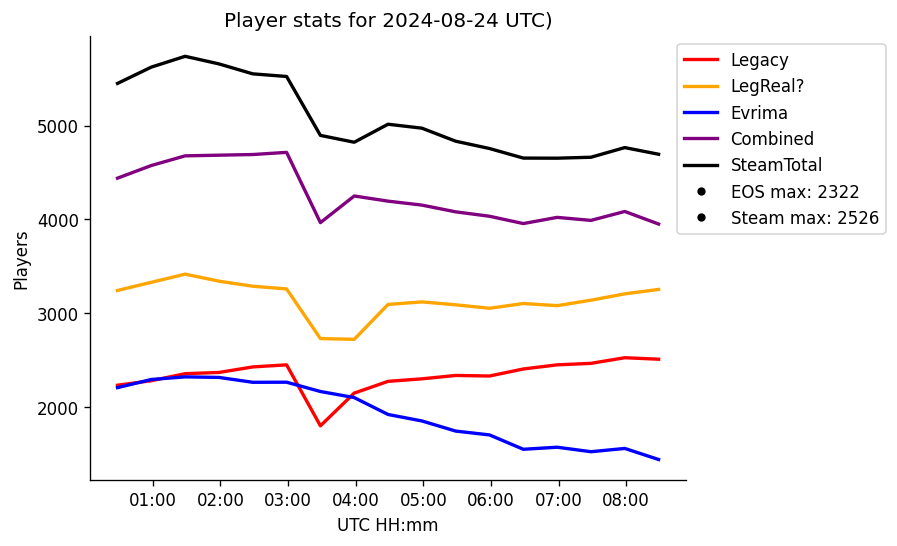 Player stats for 2024-08-24 UTC)
Legacy
LegReal?
Evrima
Combined
SteamTotal
EOS max: 2322
Steam max: 2526
Players
5000
4000
3000
2000
01:00 02:00 03:00 04:00 05:00 06:00 07:00 08:00
UTC HH:mm